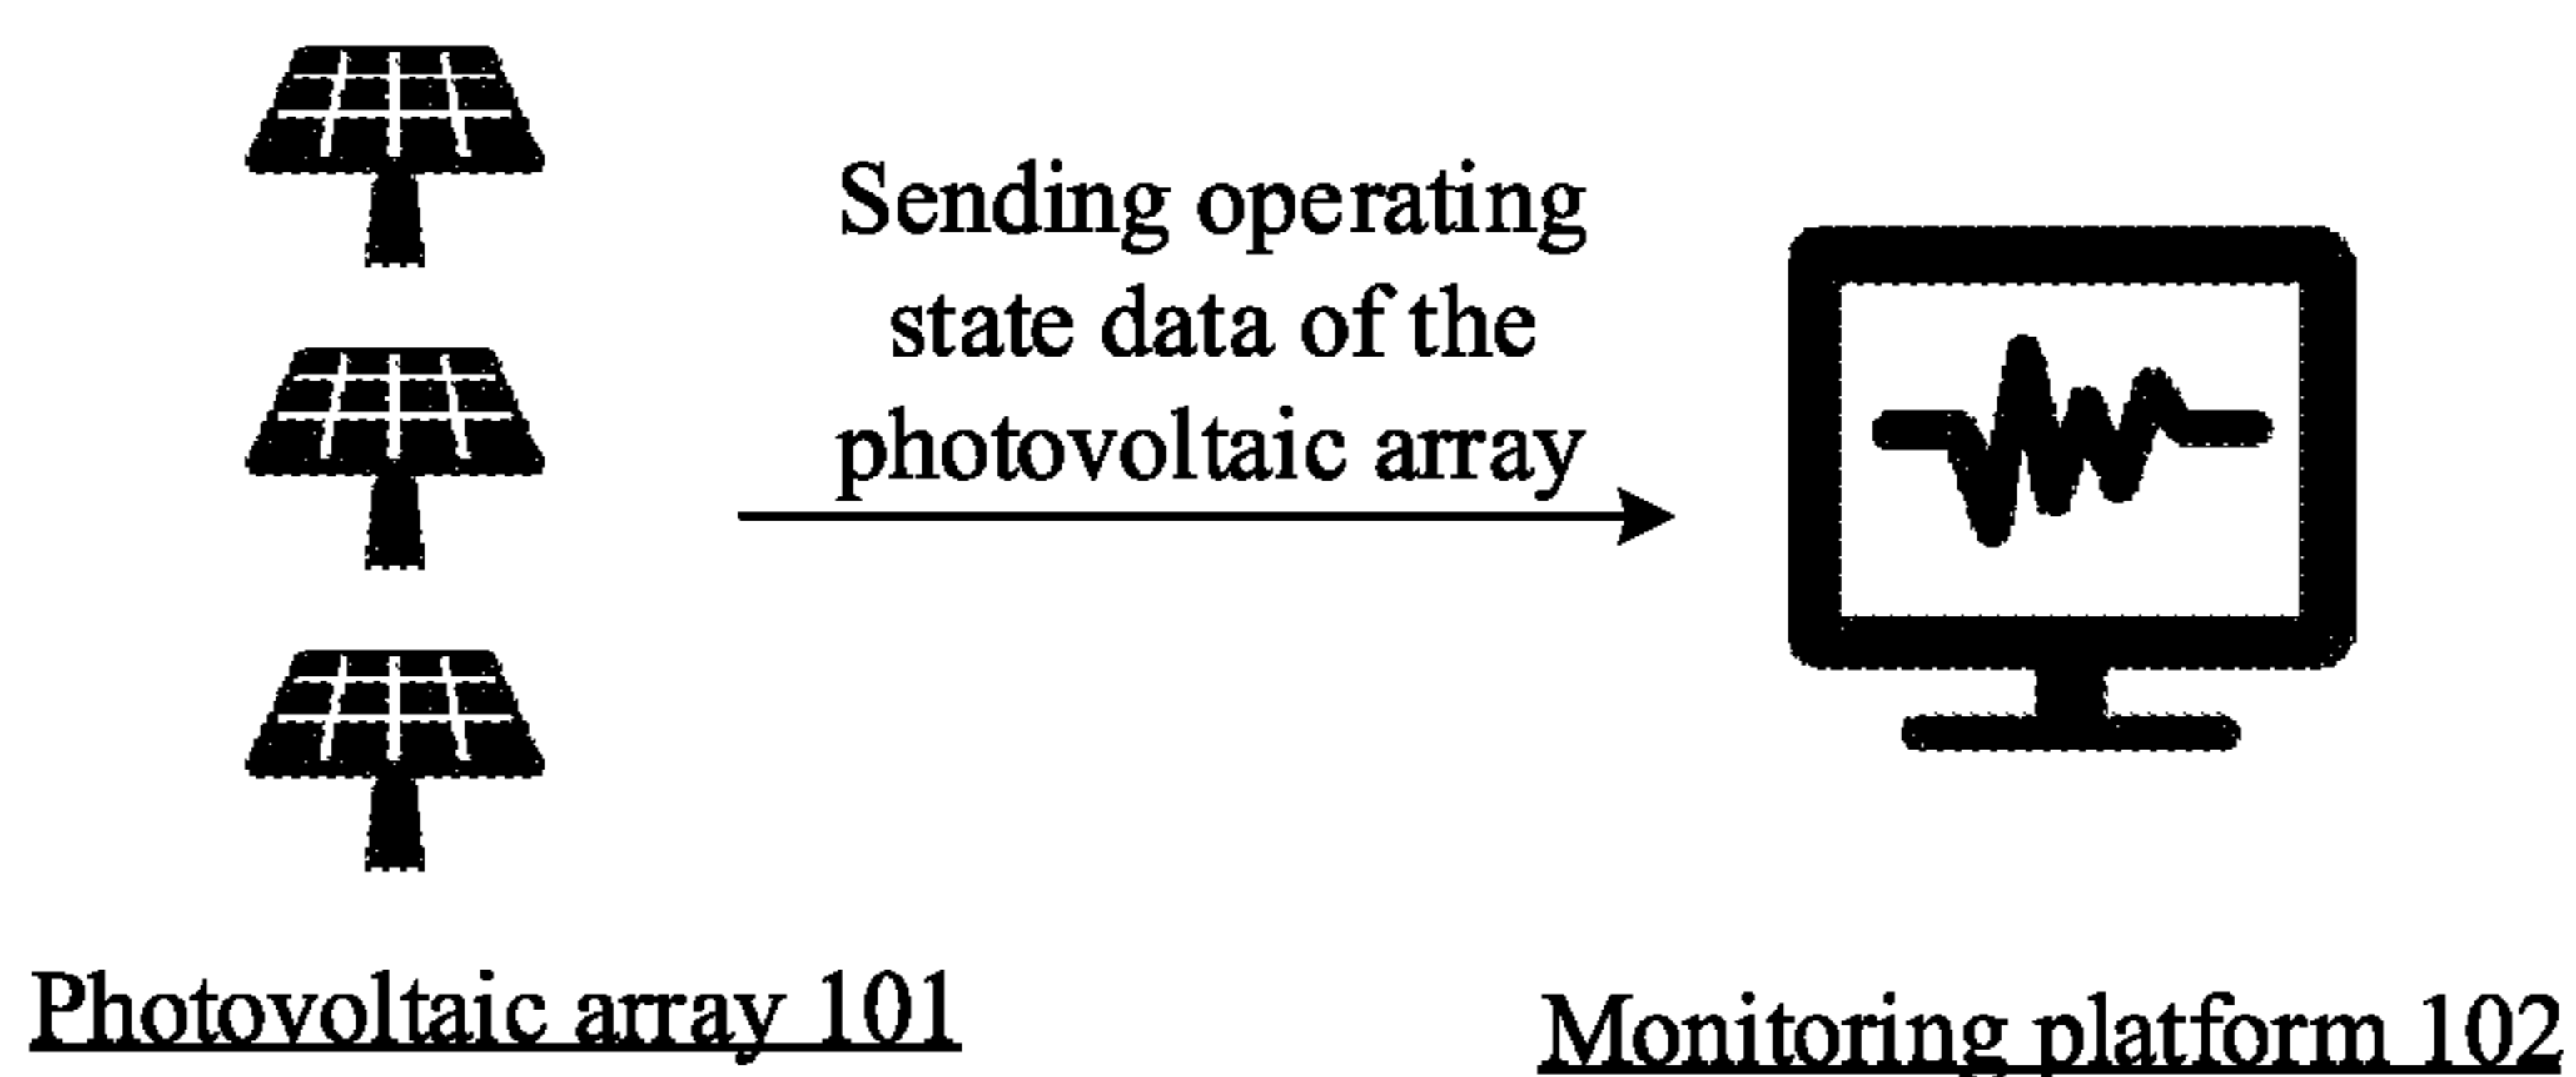 Sending operating
state data of the
photovoltaic array
Photovoltaic array 101
Monitoring platform 102